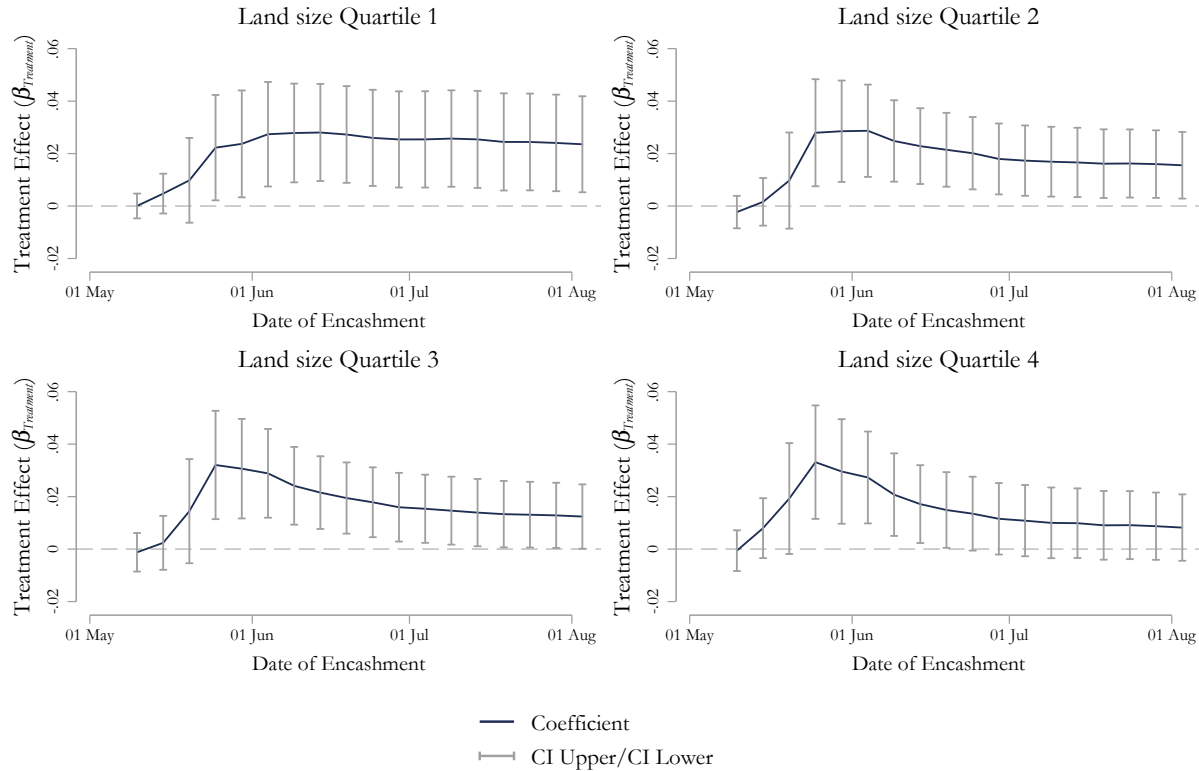 Land size Quartile 1
Treatment Effect (βTreatment)
.06
.04
.02
0
-.02
01 May
01 Jun
01 Jul
01 Aug
Date of Encashment
Land size Quartile 2
Treatment Effect (βTreatment)
.06
.04
.02
0
-.02
01 May
01 Jun
01 Jul
01 Aug
Date of Encashment
Land size Quartile 3
Treatment Effect (βTreatment)
.06
.04
.02
0
-.02
01 May
01 Jun
01 Jul
01 Aug
Date of Encashment
Land size Quartile 4
Treatment Effect (βTreatment)
.06
.04
.02
0
-.02
01 May
01 Jun
01 Jul
01 Aug
Date of Encashment
Coefficient
CI Upper/CI Lower